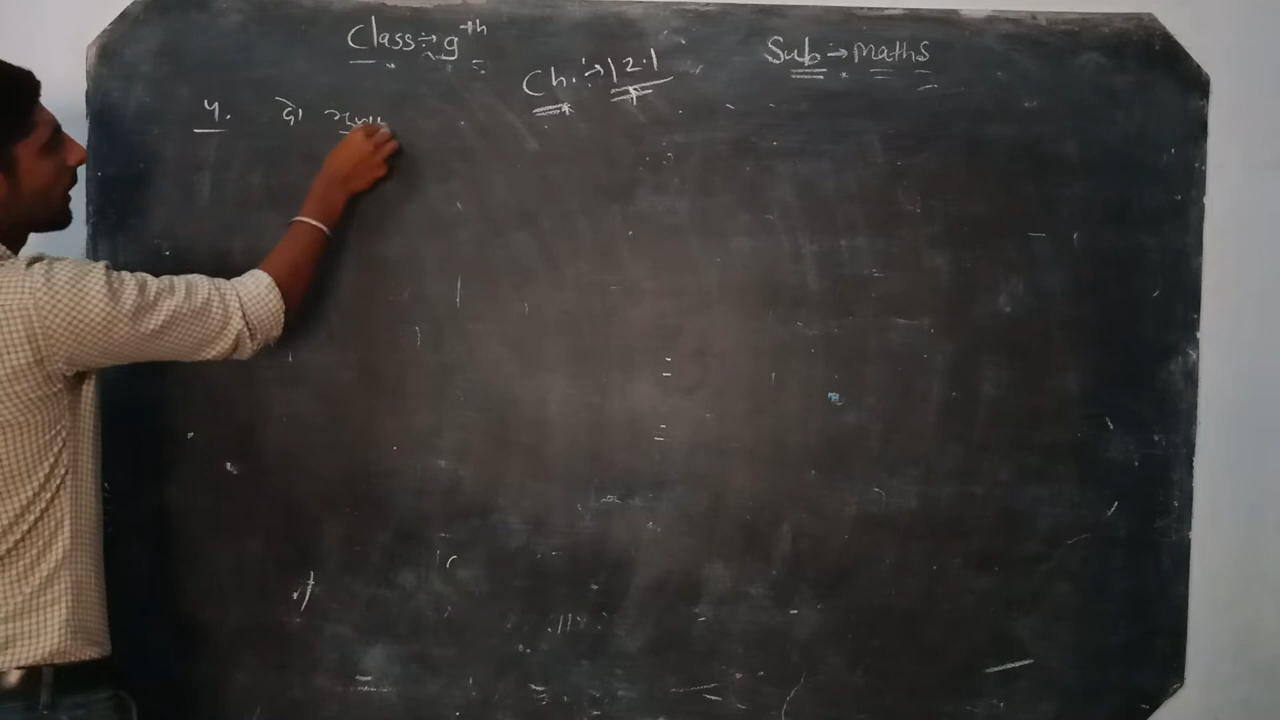 Class:→ 9th
Sub → Maths
Ch. :→ 12.1
4. दो